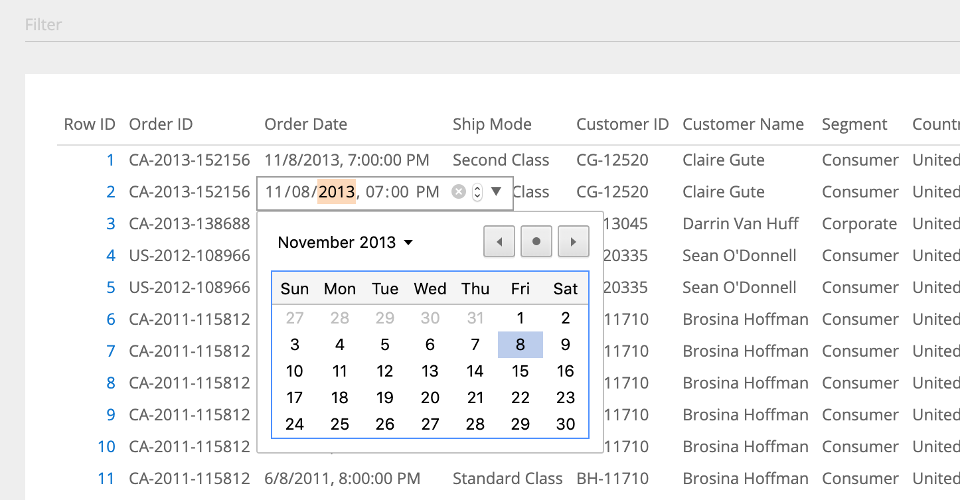 Filter
Row ID Order ID Order Date Ship Mode Customer ID Customer Name Segment Countr
1 CA-2013-152156 11/8/2013, 7:00:00 PM Second Class CG-12520 Claire Gute Consumer United
2 CA-2013-152156 11/08/2013, 07:00 PM Class CG-12520 Claire Gute Consumer United
3 CA-2013-138688 13045 Darrin Van Huff Corporate United
November 2013
4 US-2012-108966 20335 Sean O'Donnell Consumer United
5 US-2012-108966 20335 Sean O'Donnell Consumer United
Sun Mon Tue Wed Thu Fri Sat
6 CA-2011-115812 27 28 29 30 31 1 2 11710 Brosina Hoffman Consumer United
7 CA-2011-115812 3 4 5 6 7 8 9 11710 Brosina Hoffman Consumer United
8 CA-2011-115812 10 11 12 13 14 15 16 11710 Brosina Hoffman Consumer United
9 CA-2011-115812 17 18 19 20 21 22 23 11710 Brosina Hoffman Consumer United
24 25 26 27 28 29 30
10 CA-2011-115812 11710 Brosina Hoffman Consumer United
11 CA-2011-115812 6/8/2011, 8:00:00 PM Standard Class BH-11710 Brosina Hoffman Consumer United